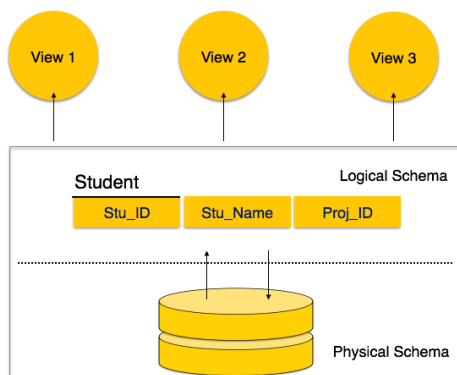 View 1
View 2
View 3
Logical Schema
Student
Stu_ID
Stu_Name
Proj_ID
Physical Schema